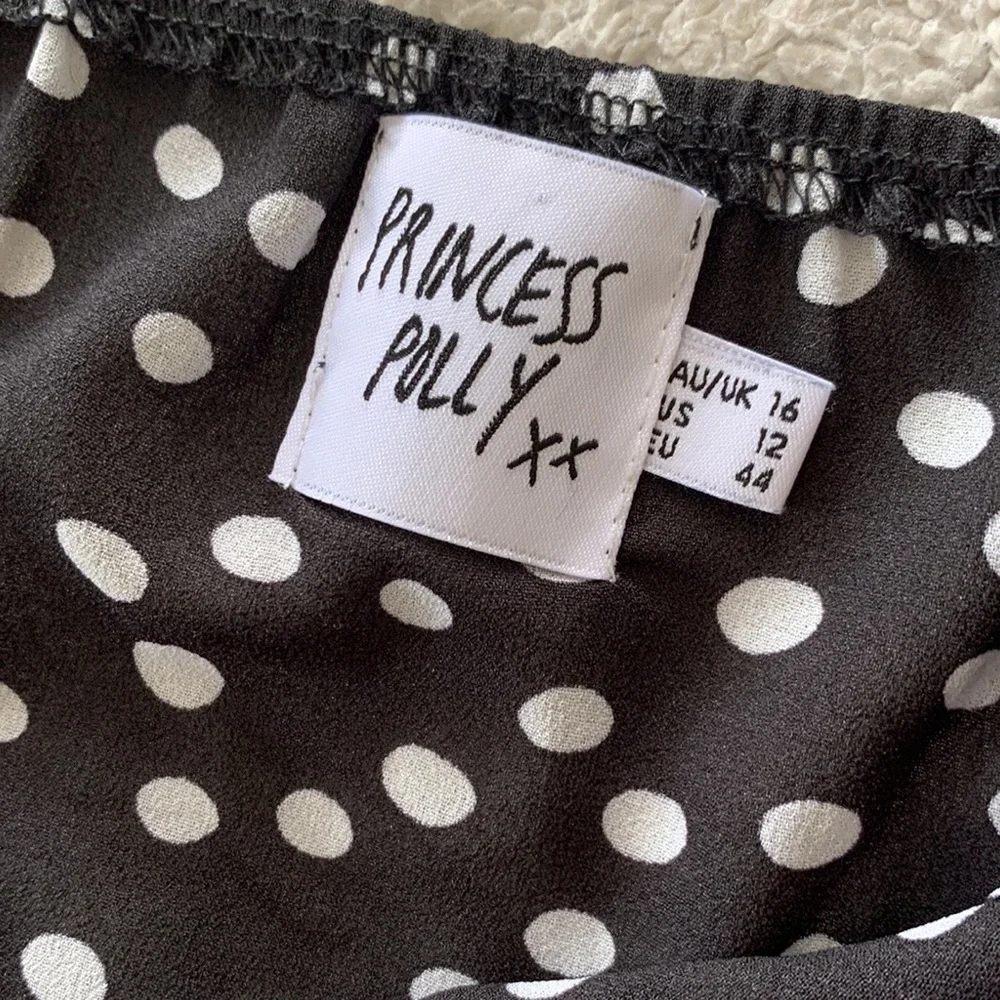 PRINCESS
POLLY
xx
AU/UK 16
US 12
EU 44